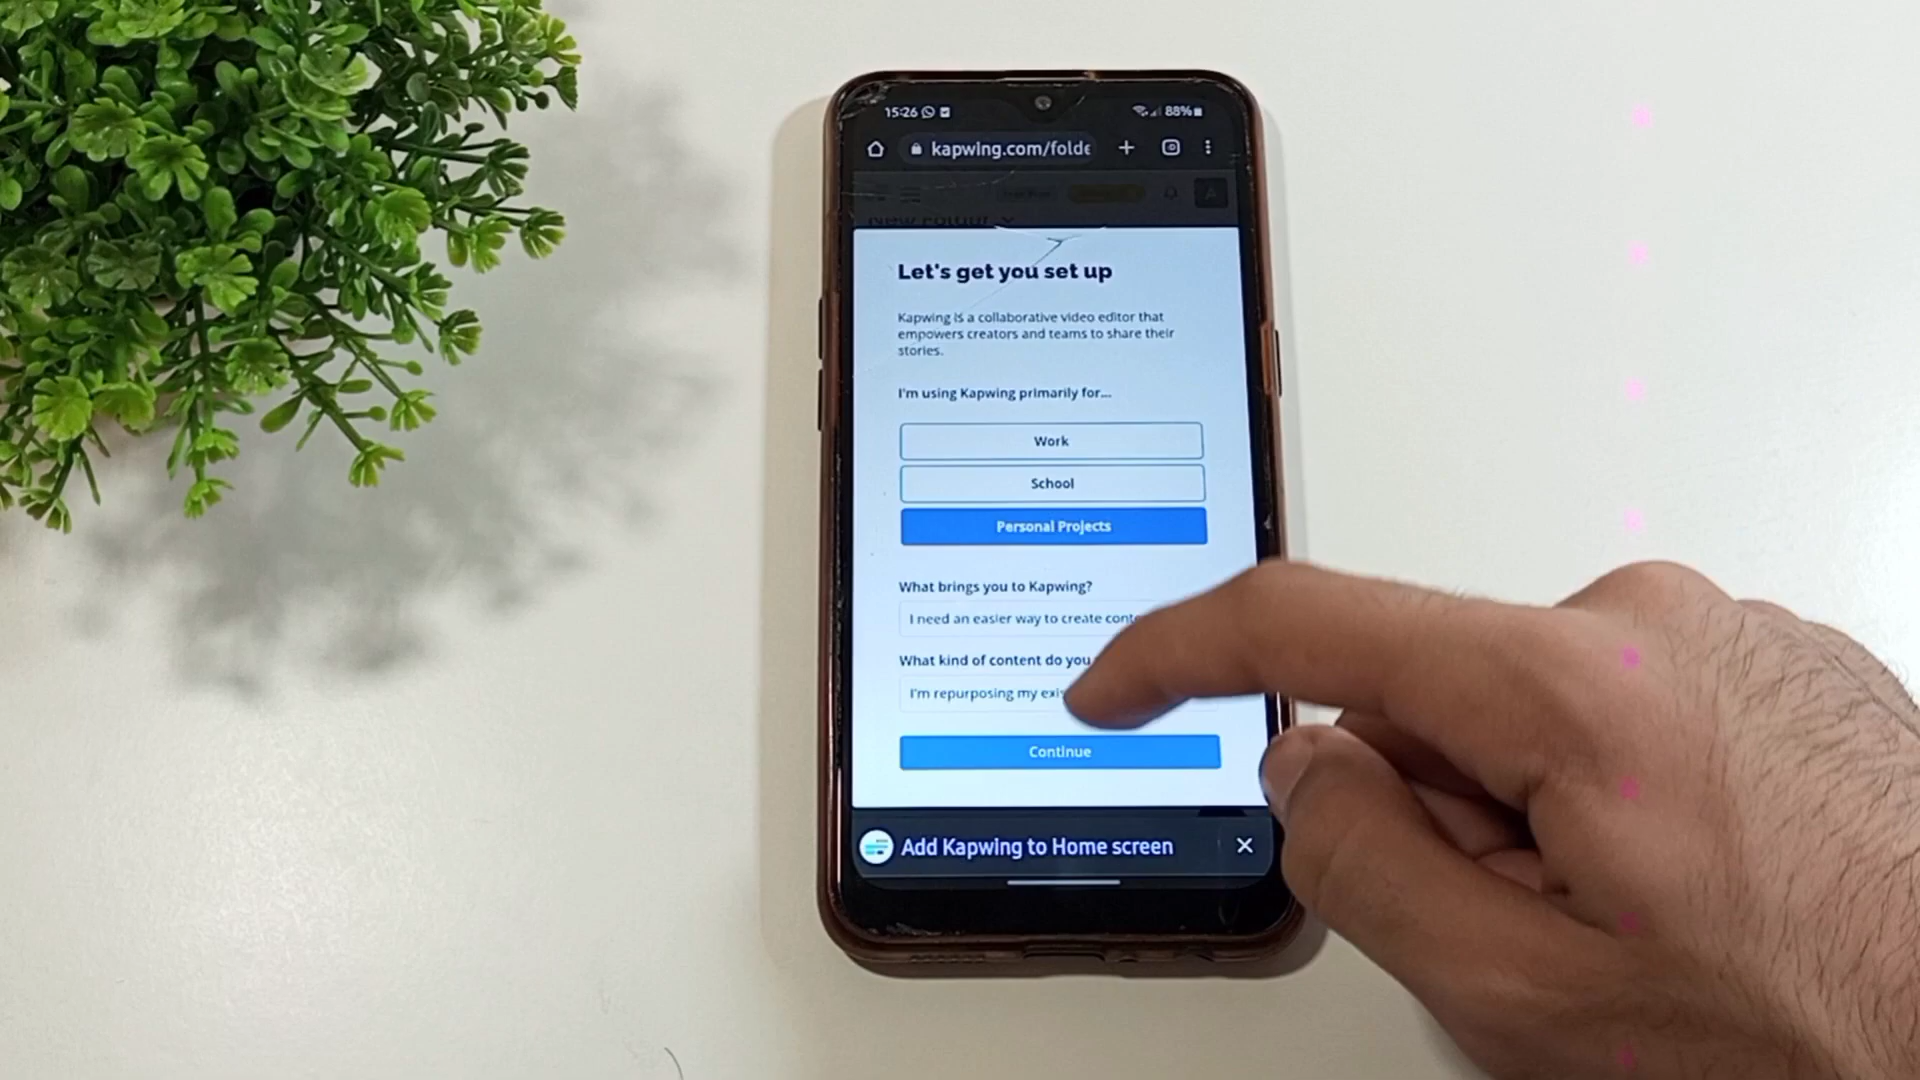 15:26
88%
kapwing.com/folde
New Folder
Let's get you set up
Kapwing is a collaborative video editor that
empowers creators and teams to share their
stories.
I'm using Kapwing primarily for...
Work
School
Personal Projects
What brings you to Kapwing?
I need an easier way to create conte
What kind of content do you
I'm repurposing my exis
Continue
Add Kapwing to Home screen